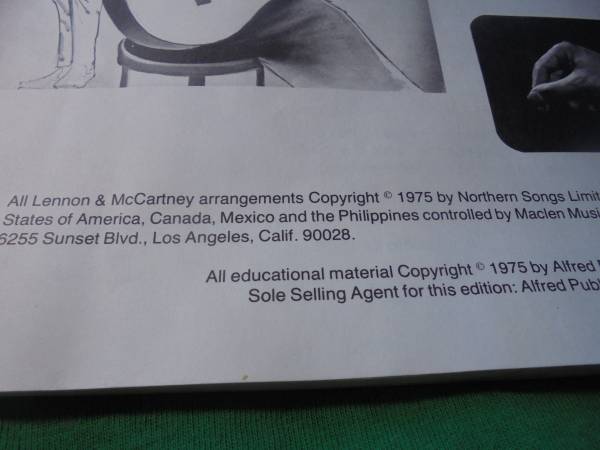 All Lennon & McCartney arrangements Copyright © 1975 by Northern Songs Limit
States of America, Canada, Mexico and the Philippines controlled by Maclen Musi
6255 Sunset Blvd., Los Angeles, Calif. 90028.
All educational material Copyright © 1975 by Alfred
Sole Selling Agent for this edition: Alfred Publ